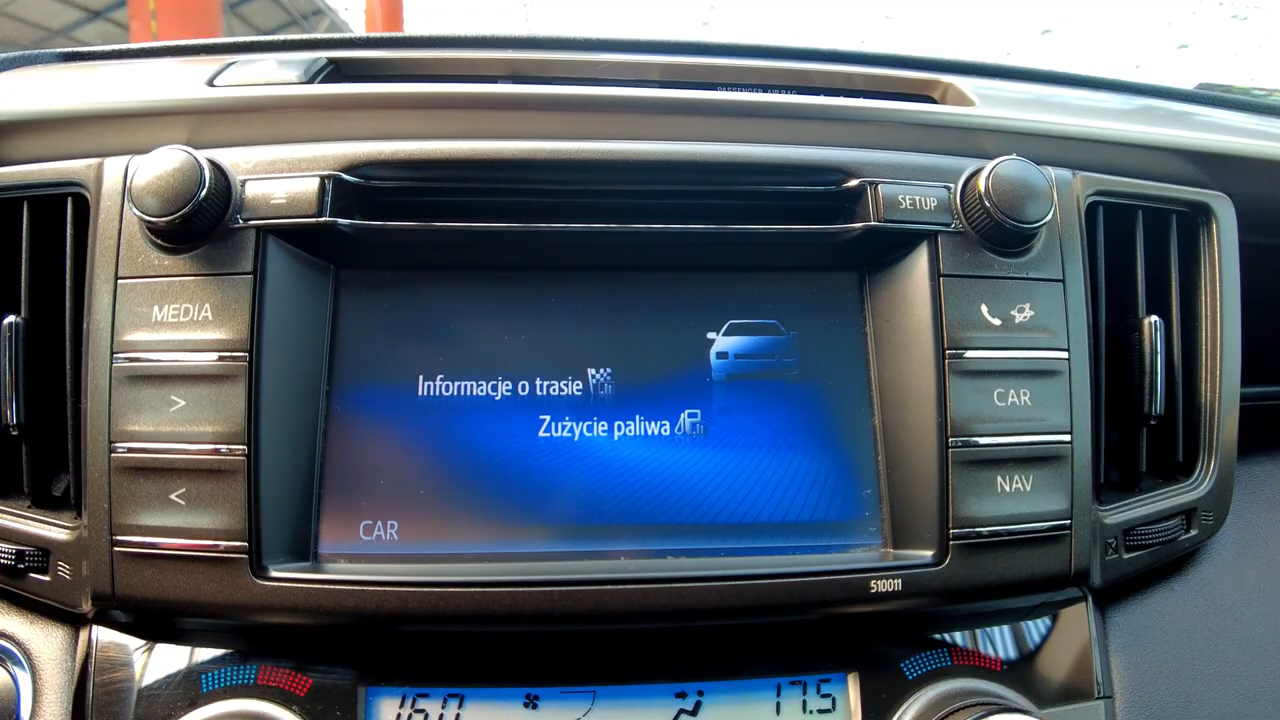 PASSENGER AIRBAG
SETUP
MEDIA
>
<
Informacje o trasie
Zużycie paliwa
CAR
CAR
NAV
510011
16.0
17.5